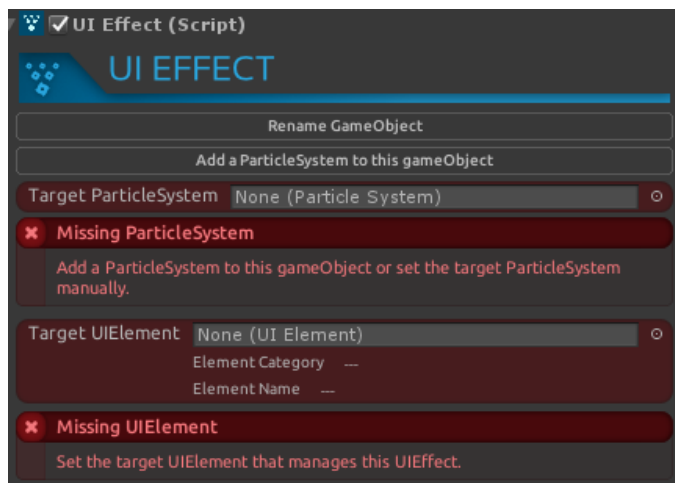 UI Effect (Script)
UI EFFECT
Rename GameObject
Add a ParticleSystem to this gameObject
Target ParticleSystem None (Particle System)
Missing ParticleSystem
Add a ParticleSystem to this gameObject or set the target ParticleSystem
manually.
Target UIElement None (UI Element)
Element Category ---
Element Name ---
Missing UIElement
Set the target UIElement that manages this UIEffect.